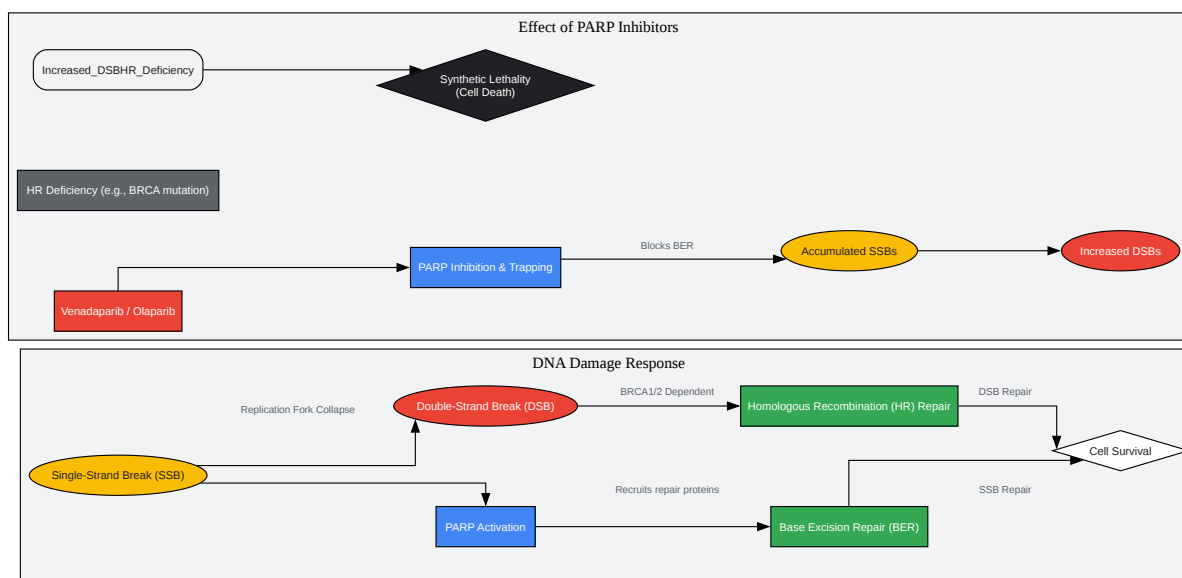 Effect of PARP Inhibitors
Increased_DSBHR_Deficiency
Synthetic Lethality
(Cell Death)
HR Deficiency (e.g., BRCA mutation)
Blocks BER
Accumulated SSBs
Increased DSBs
PARP Inhibition & Trapping
Venadaparib / Olaparib
DNA Damage Response
Replication Fork Collapse
Double-Strand Break (DSB)
BRCA1/2 Dependent
Homologous Recombination (HR) Repair
DSB Repair
Cell Survival
Single-Strand Break (SSB)
Recruits repair proteins
SSB Repair
PARP Activation
Base Excision Repair (BER)